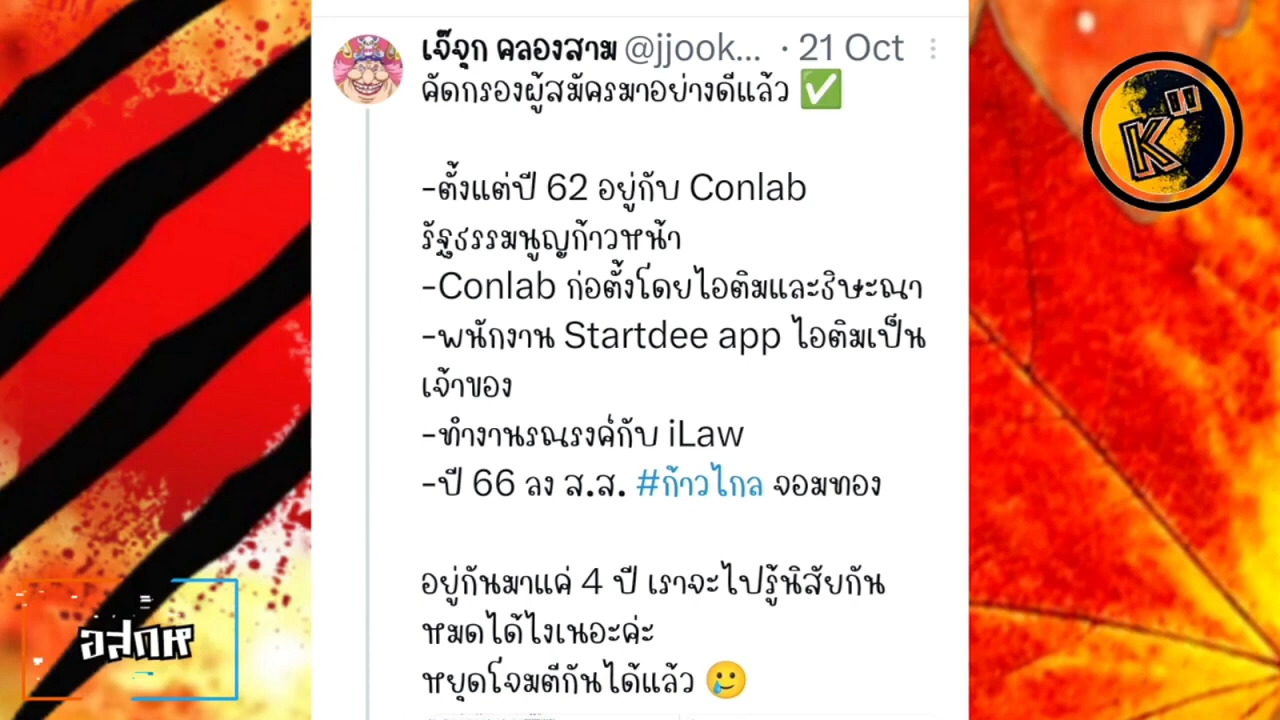 เจ๊จุก คลองสาม @jjook... · 21 Oct
คัดกรองผู้สมัครมาอย่างดีแล้ว ✅
-ตั้งแต่ปี 62 อยู่กับ Conlab
รัฐธรรมนูญก้าวหน้า
-Conlab ก่อตั้งโดยไอติมและธิษะณา
-พนักงาน Startdee app ไอติมเป็น
เจ้าของ
-ทำงานรณรงค์กับ iLaw
-ปี 66 ลง ส.ส. #ก้าวไกล จอมทอง
อยู่กันมาแค่ 4 ปี เราจะไปรู้นิสัยกัน
หมดได้ไงเนอะค่ะ
หยุดโจมตีกันได้แล้ว 🥲
K"
อสกห